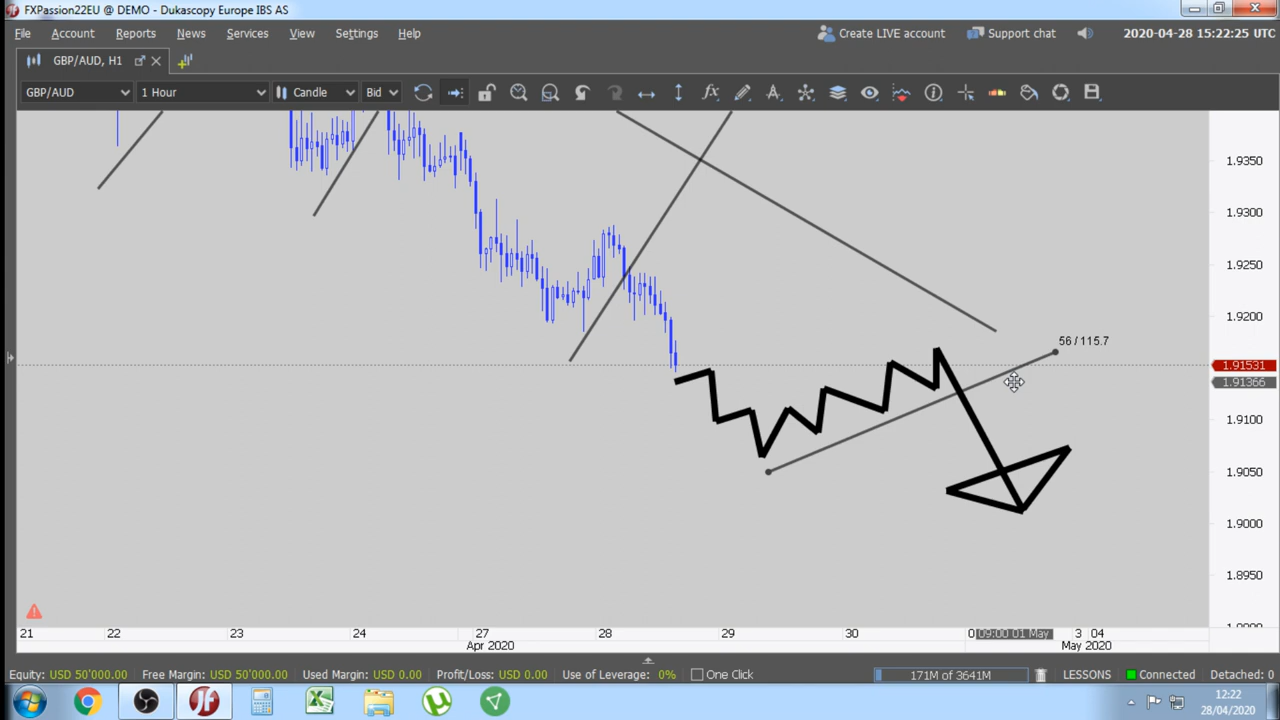 FXPassion22EU @ DEMO - Dukascopy Europe IBS AS
File Account Reports News Services View Settings Help Create LIVE account Support chat 2020-04-28 15:22:25 UTC
GBP/AUD, H1
GBP/AUD 1 Hour Candle Bid
1.9350
1.9300
1.9250
1.9200
56 / 115.7
1.91531
1.91366
1.9100
1.9050
1.9000
1.8950
21 22 23 24 27 28 29 30 09:00 01 May 3 04
Apr 2020 May 2020
Equity: USD 50'000.00 Free Margin: USD 50'000.00 Used Margin: USD 0.00 Profit/Loss: USD 0.00 Use of Leverage: 0% One Click 171M of 3641M LESSONS Connected Detached: 0
12:22
28/04/2020